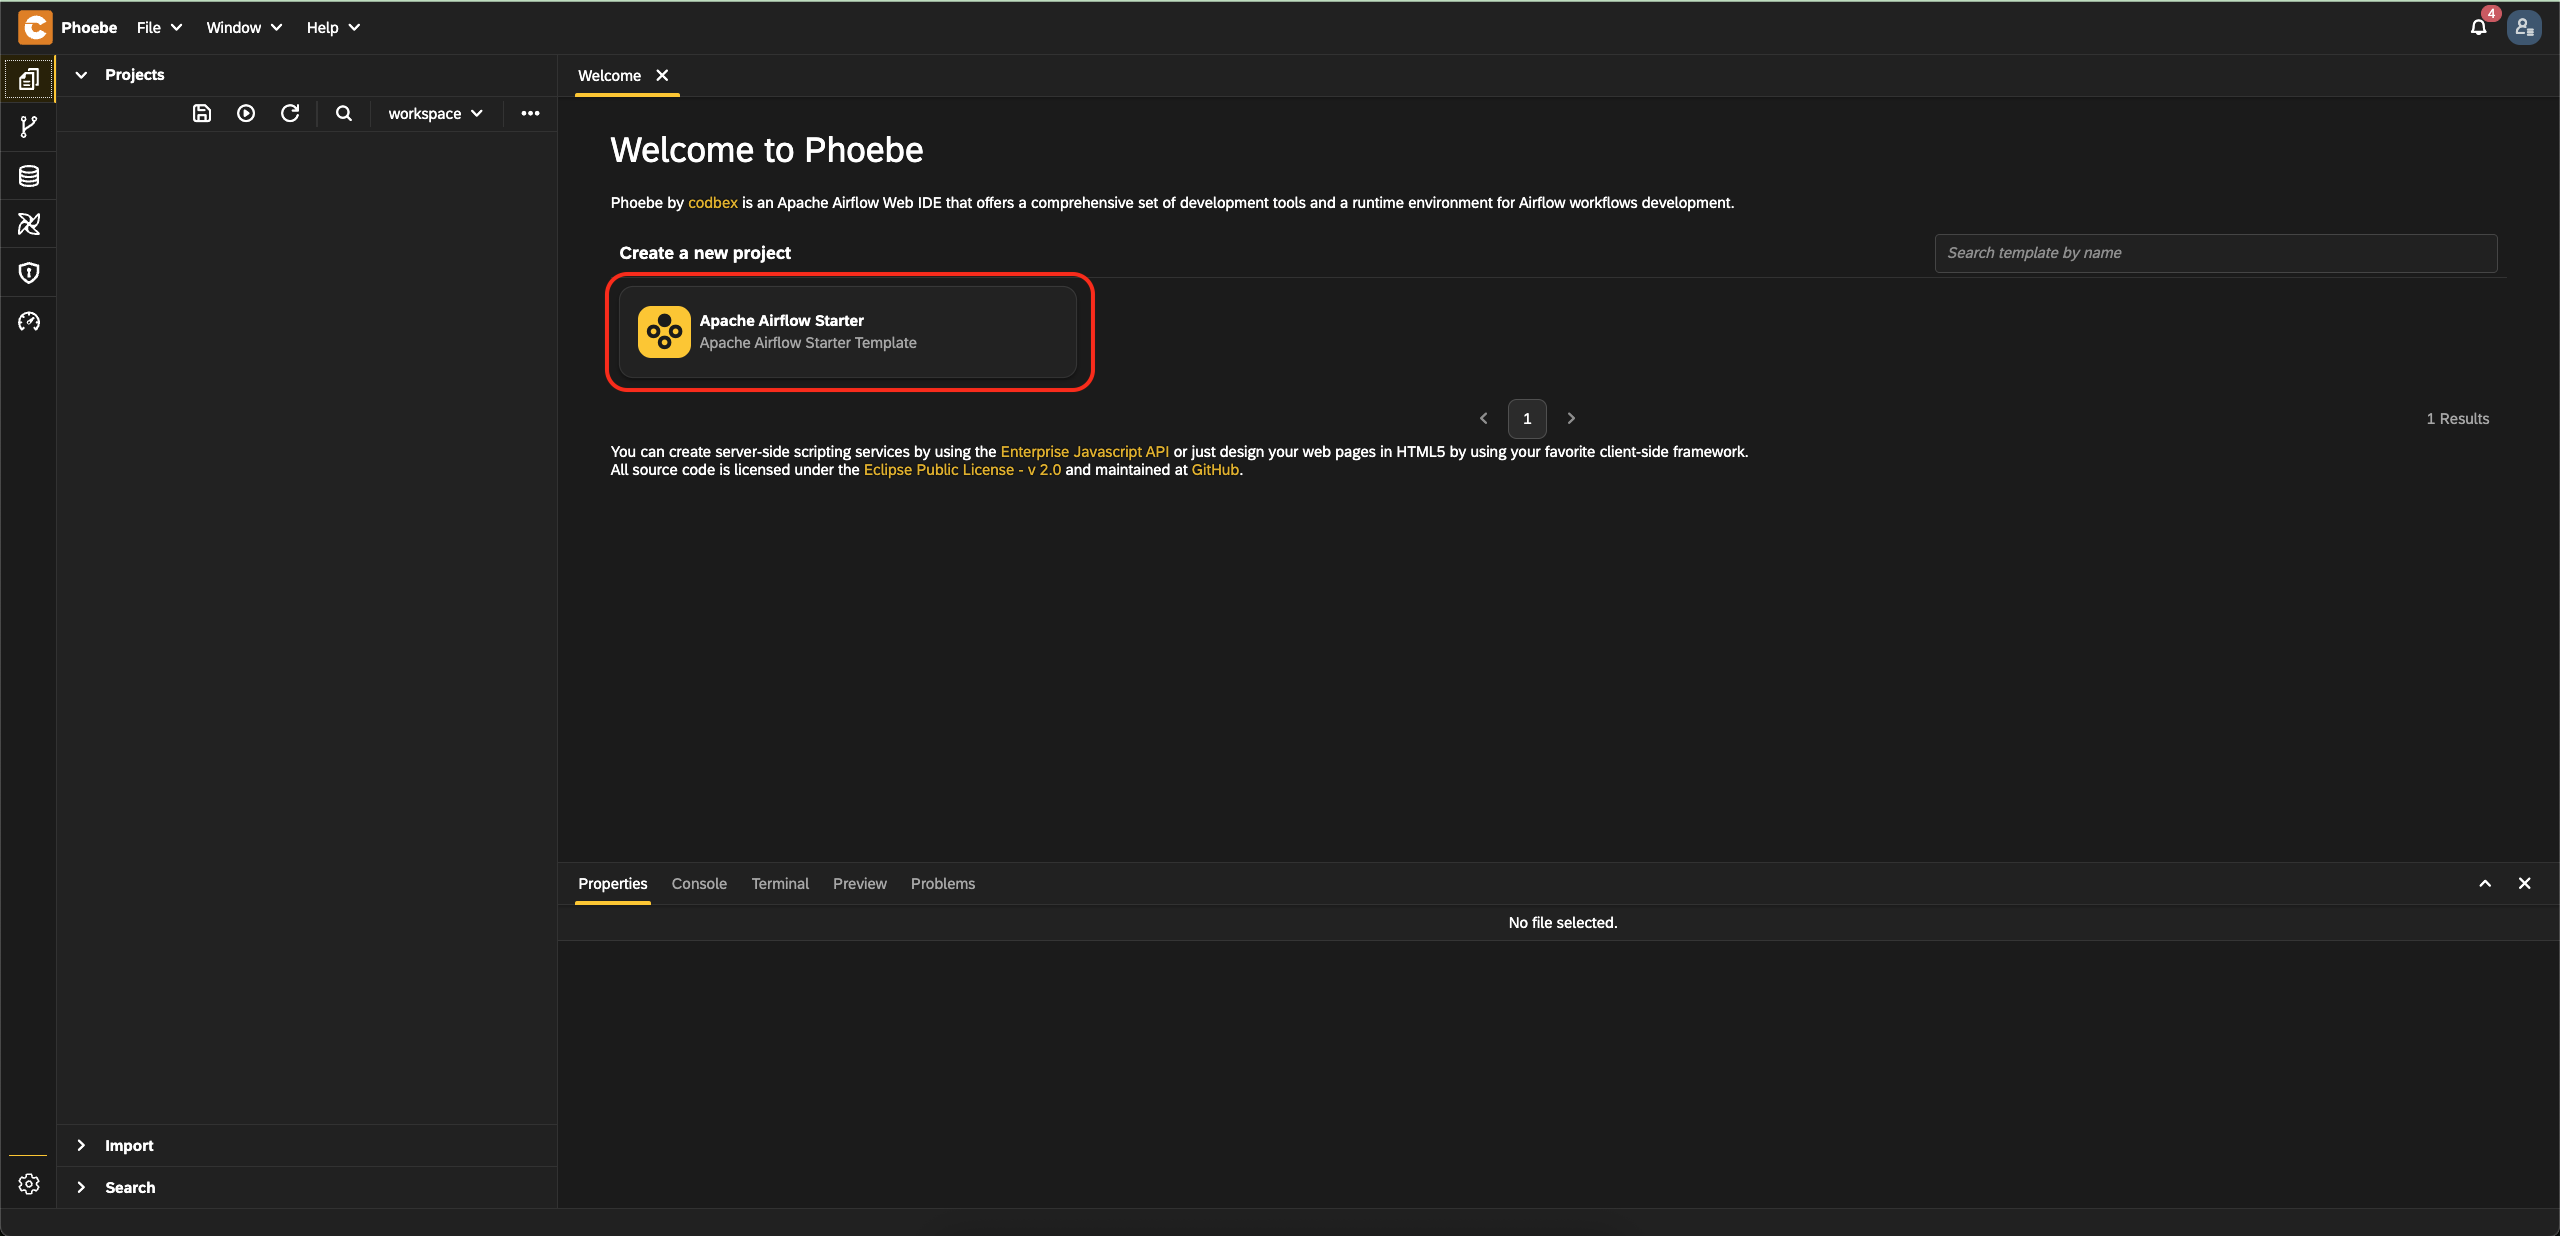 Phoebe File Window Help 4
Projects
workspace
Welcome
Welcome to Phoebe
Phoebe by codbex is an Apache Airflow Web IDE that offers a comprehensive set of development tools and a runtime environment for Airflow workflows development.
Create a new project
Search template by name
Apache Airflow Starter
Apache Airflow Starter Template
1
1 Results
You can create server-side scripting services by using the Enterprise Javascript API or just design your web pages in HTML5 by using your favorite client-side framework.
All source code is licensed under the Eclipse Public License - v 2.0 and maintained at GitHub.
Properties Console Terminal Preview Problems
No file selected.
Import
Search